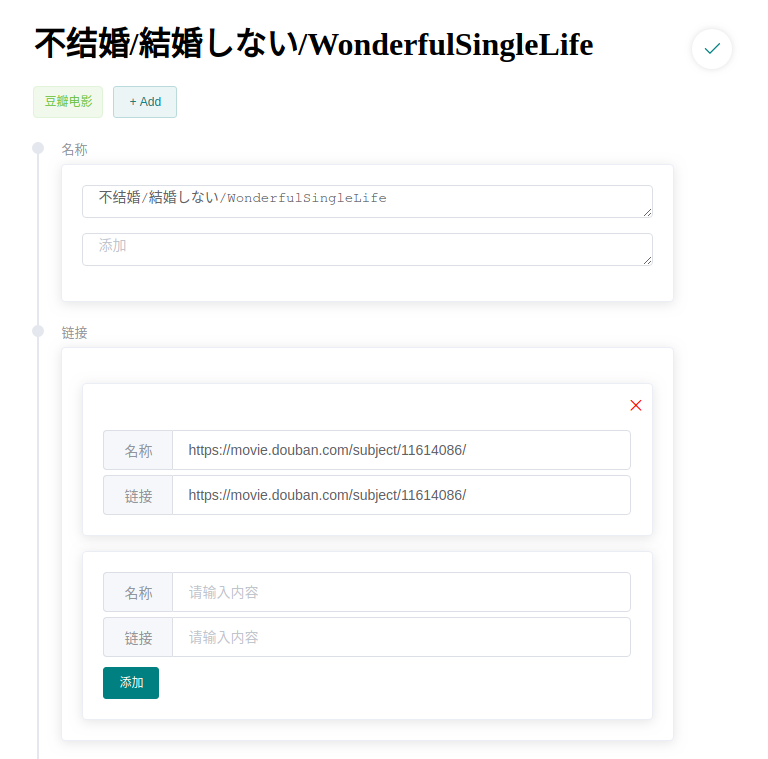 不结婚/結婚しない/WonderfulSingleLife
豆瓣电影 + Add
名称
不结婚/結婚しない/WonderfulSingleLife
添加
链接
名称 https://movie.douban.com/subject/11614086/
链接 https://movie.douban.com/subject/11614086/
名称 请输入内容
链接 请输入内容
添加